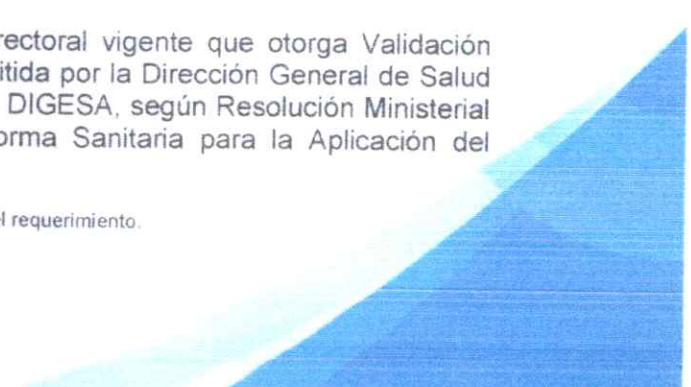 rectoral vigente que otorga Validación
itida por la Dirección General de Salud
DIGESA, según Resolución Ministerial
orma Sanitaria para la Aplicación del
el requerimiento.